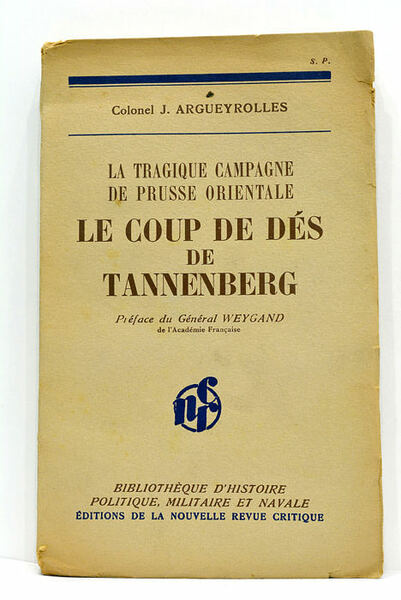 S. P.
Colonel J. ARGUEYROLLES
LA TRAGIQUE CAMPAGNE
DE PRUSSE ORIENTALE
LE COUP DE DÉS
DE
TANNENBERG
Préface du Général WEYGAND
de l'Académie Française
ncr
BIBLIOTHÈQUE D'HISTOIRE
POLITIQUE, MILITAIRE ET NAVALE
ÉDITIONS DE LA NOUVELLE REVUE CRITIQUE